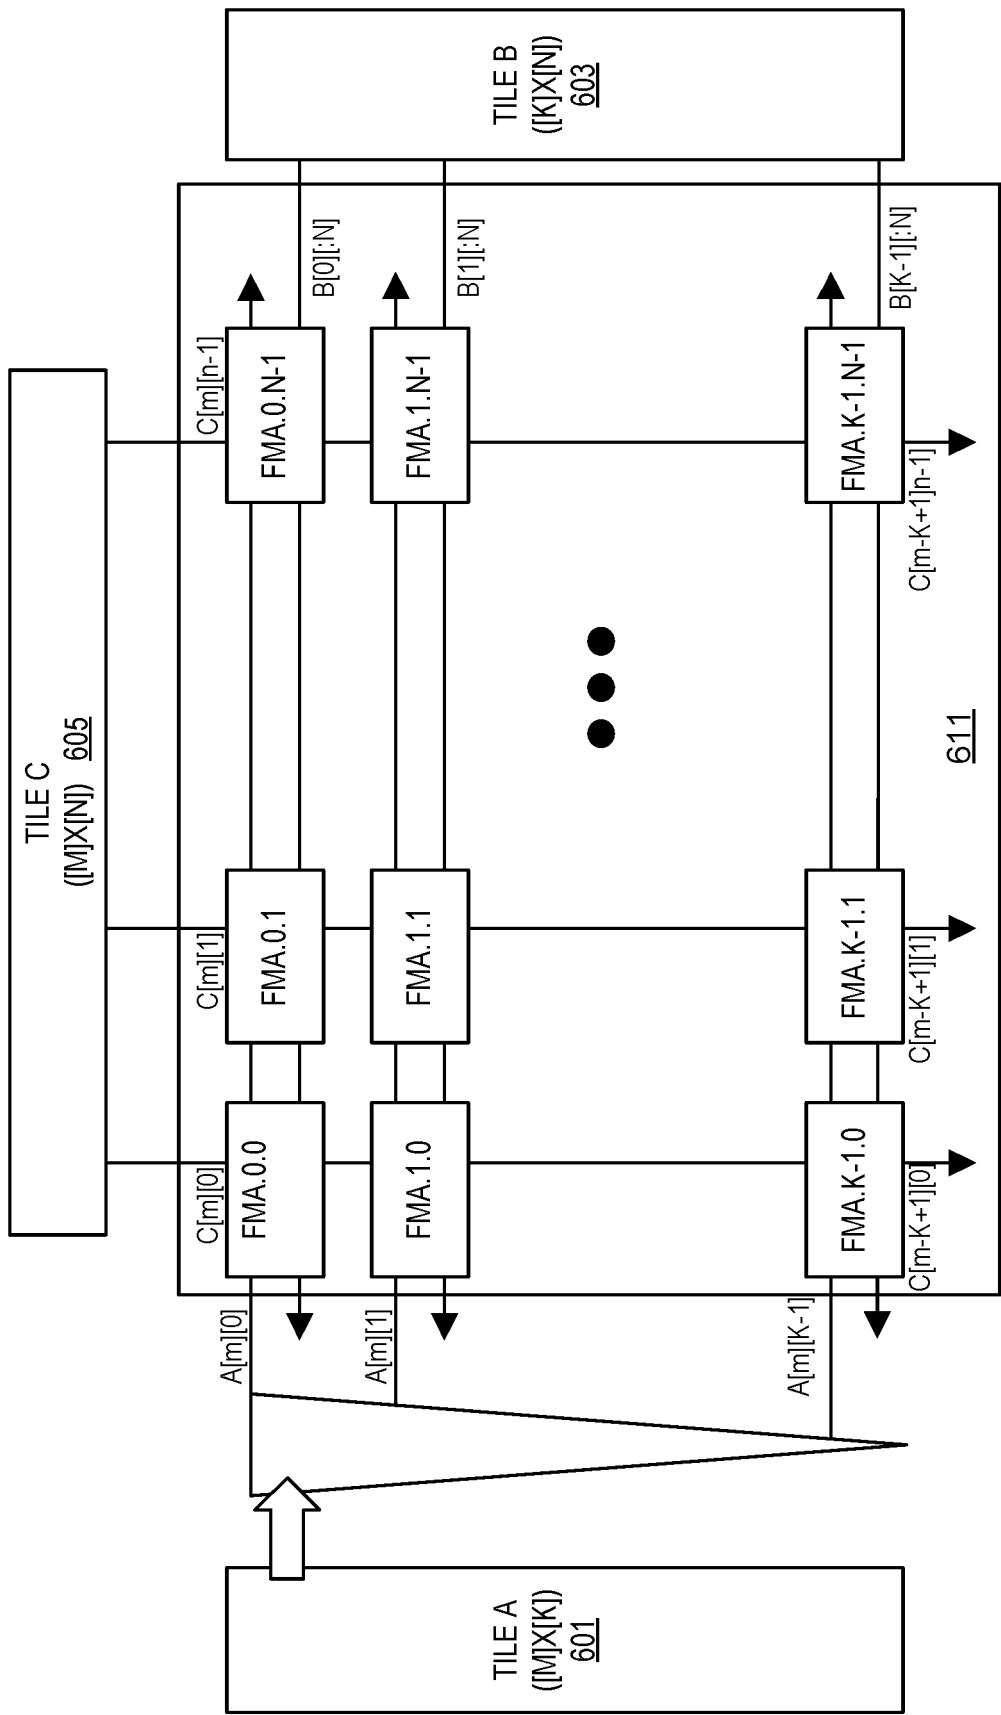 TILE A
([M]X[K])
601
TILE C
([M]X[N]) 605
TILE B
([K]X[N])
603
A[m][0]
A[m][1]
A[m][K-1]
C[m][0]
C[m][1]
C[m][n-1]
FMA.0.0
FMA.0.1
FMA.0.N-1
B[0][:N]
FMA.1.0
FMA.1.1
FMA.1.N-1
B[1][:N]
FMA.K-1.0
FMA.K-1.1
FMA.K-1.N-1
B[K-1][:N]
C[m-K+1][0]
C[m-K+1][1]
C[m-K+1]n-1]
611